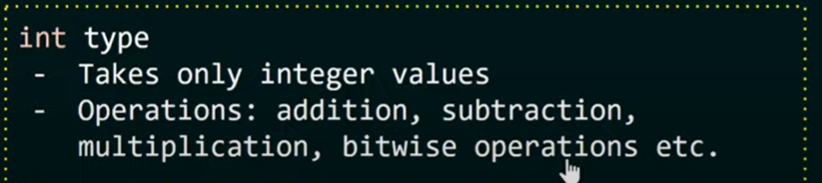 int type
- Takes only integer values
- Operations: addition, subtraction,
multiplication, bitwise operations etc.